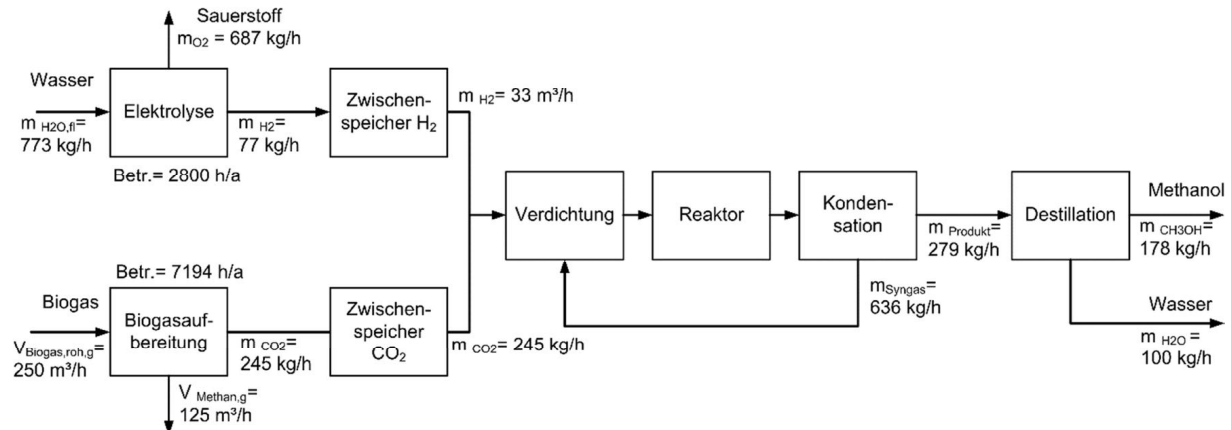 Sauerstoff
m O2 = 687 kg/h
Wasser
Elektrolyse
m H2O,fl=
773 kg/h
m H2=
77 kg/h
Betr.= 2800 h/a
Zwischen-
speicher H2
m H2= 33 m³/h
Betr.= 7194 h/a
Biogas
Biogasauf-
bereitung
V Biogas,roh,g=
250 m³/h
m CO2=
245 kg/h
V Methan,g=
125 m³/h
Zwischen-
speicher
CO2
m CO2= 245 kg/h
Verdichtung
Reaktor
Konden-
sation
m Produkt=
279 kg/h
mSyngas=
636 kg/h
Destillation
Methanol
m CH3OH=
178 kg/h
Wasser
m H2O=
100 kg/h